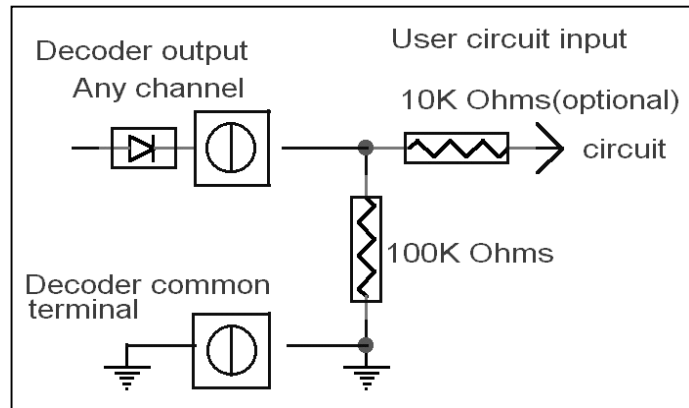 Decoder output
Any channel
User circuit input
10K Ohms(optional)
circuit
100K Ohms
Decoder common
terminal